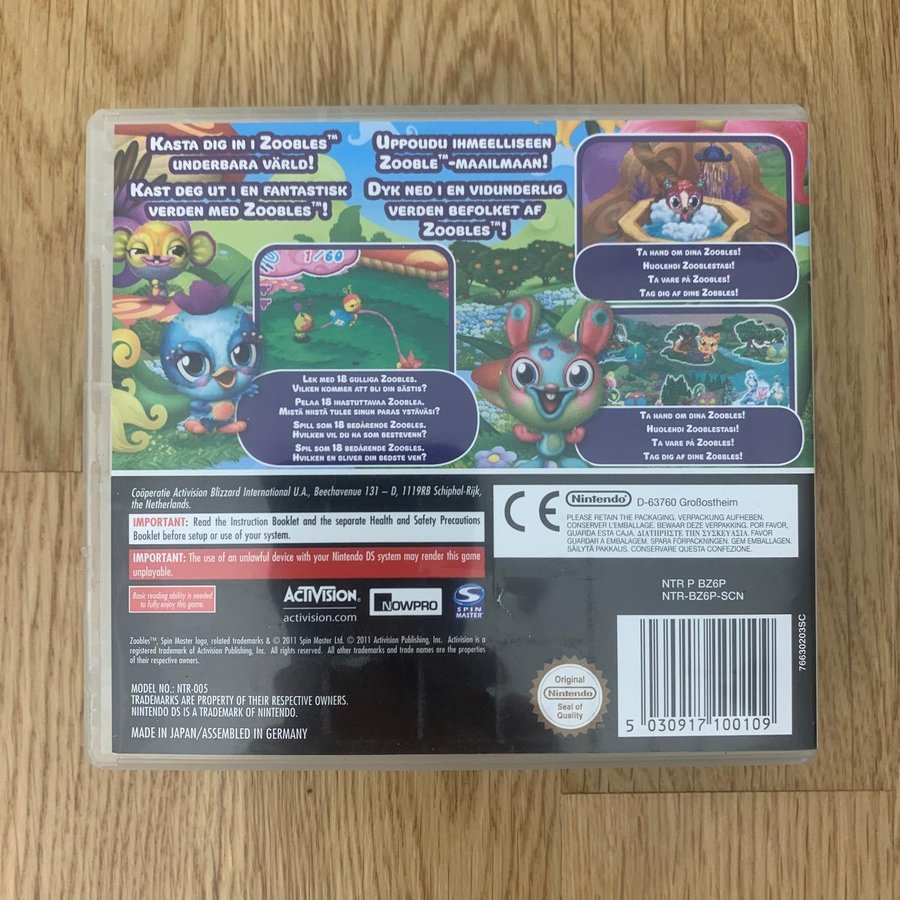 KASTA DIG IN I ZOOBLES™
UNDERBARA VÄRLD!
KAST DEG UT I EN FANTASTISK
VERDEN MED ZOOBLES™!
UPPOUDU IHMEELLISEEN
ZOOBLE™-MAAILMAAN!
DYK NED I EN VIDUNDERLIG
VERDEN BEFOLKET AF
ZOOBLES™!
1/60
TA HAND OM DINA ZOOBLES!
HUOLEHDI ZOOBLESTASI!
TA VARE PÅ ZOOBLES!
TAG DIG AF DINE ZOOBLES!
LEK MED 18 GULLIGA ZOOBLES.
VILKEN KOMMER ATT BLI DIN BÄSTIS?
PELAA 18 IHASTUTTAVAA ZOOBLEA.
MISTÄ NIISTÄ TULEE SINUN PARAS YSTÄVÄSI?
SPILL SOM 18 BEDÅRENDE ZOOBLES.
HVILKEN VIL DU HA SOM BESTEVENN?
SPIL SOM 18 BEDÅRENDE ZOOBLES.
HVILKEN EN BLIVER DIN BEDSTE VEN?
TA HAND OM DINA ZOOBLES!
HUOLEHDI ZOOBLESTASI!
TA VARE PÅ ZOOBLES!
TAG DIG AF DINE ZOBBLES!
Coöperatie Activision Blizzard International U.A., Beechavenue 131 – D, 1119RB Schiphol-Rijk,
the Netherlands.
IMPORTANT: Read the Instruction Booklet and the separate Health and Safety Precautions
Booklet before setup or use of your system.
IMPORTANT: The use of an unlawful device with your Nintendo DS system may render this game
unplayable.
Basic reading ability is needed
to fully enjoy this game.
ACTIVISION.
activision.com
NOWPRO
SPIN
MASTER™
Zoobles™, Spin Master logo, related trademarks & © 2011 Spin Master Ltd. © 2011 Activision Publishing, Inc. Activision is a
registered trademark of Activision Publishing, Inc. All rights reserved. All other trademarks and trade names are the properties
of their respective owners.
MODEL NO.: NTR-005
TRADEMARKS ARE PROPERTY OF THEIR RESPECTIVE OWNERS.
NINTENDO DS IS A TRADEMARK OF NINTENDO.
MADE IN JAPAN/ASSEMBLED IN GERMANY
CE Nintendo D-63760 Großostheim
PLEASE RETAIN THE PACKAGING. VERPACKUNG AUFHEBEN.
CONSERVER L'EMBALLAGE. BEWAAR DEZE VERPAKKING. POR FAVOR,
GUARDA ESTA CAJA. ΔΙΑΤΗΡΗΣΤΕ ΤΗΝ ΣΥΣΚΕΥΑΣΙΑ. FAVOR
GUARDAR A EMBALAGEM. SPARA FÖRPACKNINGEN. GEM EMBALLAGEN.
SÄILYTÄ PAKKAUS. CONSERVARE QUESTA CONFEZIONE.
NTR P BZ6P
NTR-BZ6P-SCN
76630203SC
Original
Nintendo
Seal of
Quality
5 030917 100109